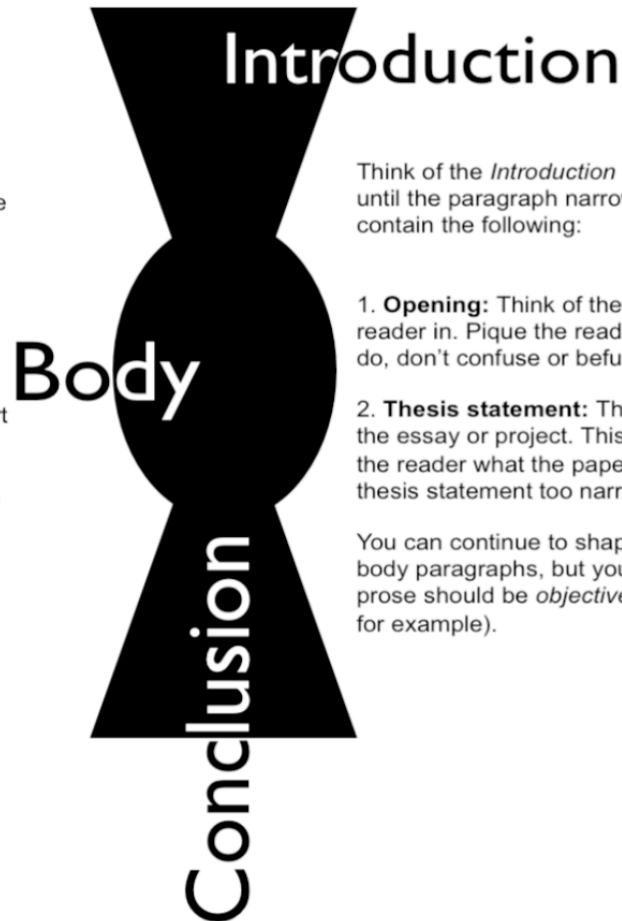 Introduction
Think of the Introduction
until the paragraph narro
contain the following:
1. Opening: Think of the
reader in. Pique the read
do, don't confuse or befu
2. Thesis statement: Th
the essay or project. This
the reader what the pape
thesis statement too narr
You can continue to shap
body paragraphs, but you
prose should be objective
for example).
Body
Conclusion